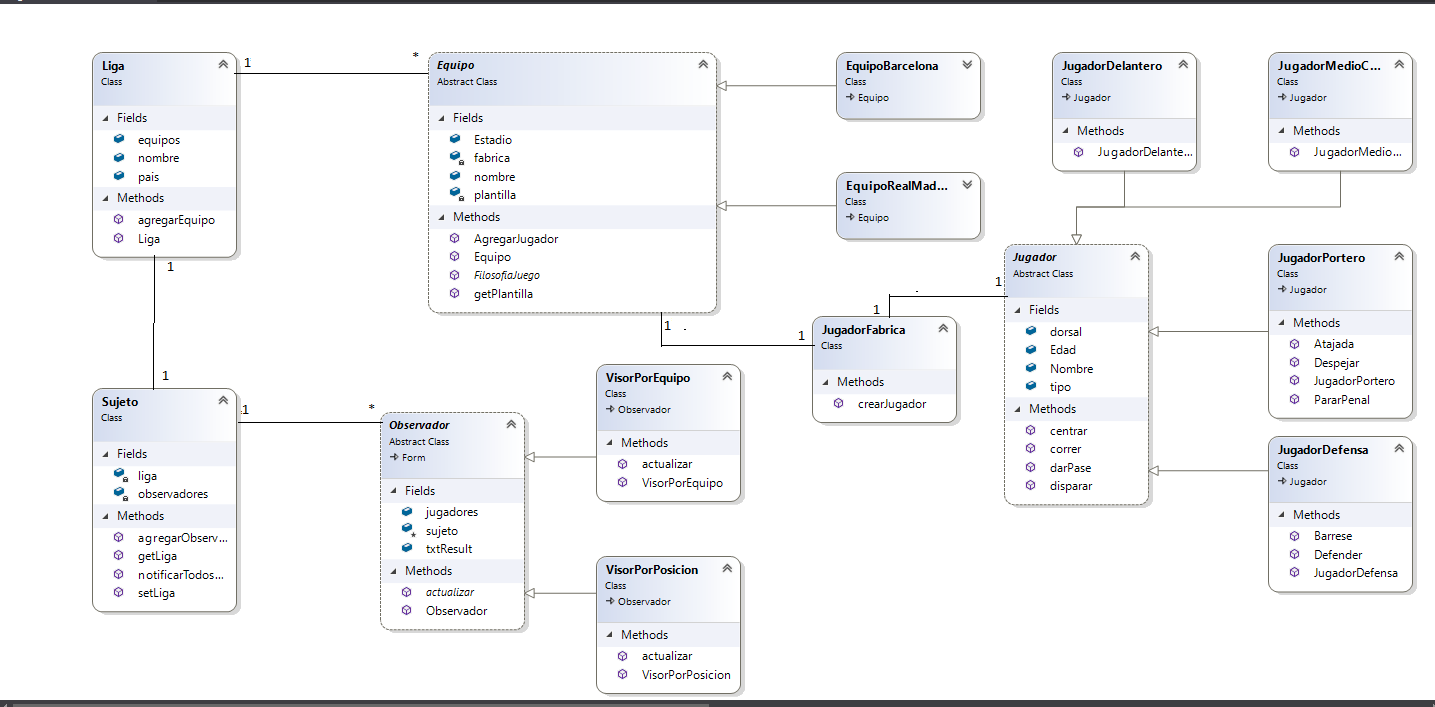 Liga
Class
Fields
equipos
nombre
pais
Methods
agregarEquipo
Liga
1
*
Equipo
Abstract Class
Fields
Estadio
fabrica
nombre
plantilla
Methods
AgregarJugador
Equipo
FilosofiaJuego
getPlantilla
EquipoBarcelona
Class
Equipo
EquipoRealMad...
Class
Equipo
JugadorDelantero
Class
Jugador
Methods
JugadorDelante...
JugadorMedioC...
Class
Jugador
Methods
JugadorMedio...
1
1
Sujeto
Class
Fields
liga
observadores
Methods
agregarObserv...
getLiga
notificarTodos...
setLiga
1
*
Observador
Abstract Class
Form
Fields
jugadores
sujeto
txtResult
Methods
actualizar
Observador
VisorPorEquipo
Class
Observador
Methods
actualizar
VisorPorEquipo
VisorPorPosicion
Class
Observador
Methods
actualizar
VisorPorPosicion
1 .
1
JugadorFabrica
Class
Methods
crearJugador
1
.
1
Jugador
Abstract Class
Fields
dorsal
Edad
Nombre
tipo
Methods
centrar
correr
darPase
disparar
JugadorPortero
Class
Jugador
Methods
Atajada
Despejar
JugadorPortero
PararPenal
JugadorDefensa
Class
Jugador
Methods
Barrese
Defender
JugadorDefensa